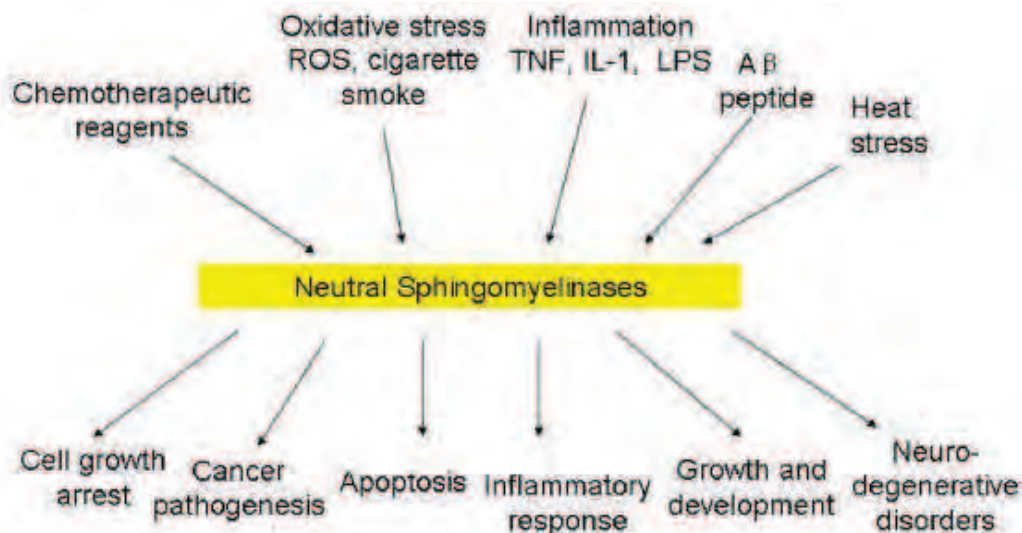 Chemotherapeutic
reagents
Oxidative stress
ROS, cigarette
smoke
Inflammation
TNF, IL-1, LPS
Aβ
peptide
Heat
stress
Neutral Sphingomyelinases
Cell growth
arrest
Cancer
pathogenesis
Apoptosis
Inflammatory
response
Growth and
development
Neuro-
degenerative
disorders